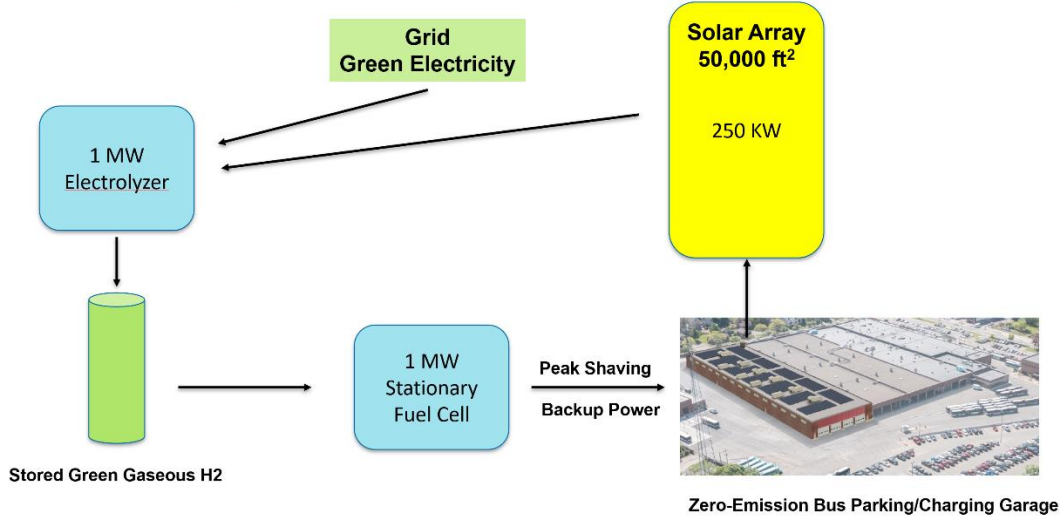 Grid
Green Electricity
Solar Array
50,000 ft²
250 KW
1 MW
Electrolyzer
1 MW
Stationary
Fuel Cell
Peak Shaving
Backup Power
Stored Green Gaseous H2
Zero-Emission Bus Parking/Charging Garage